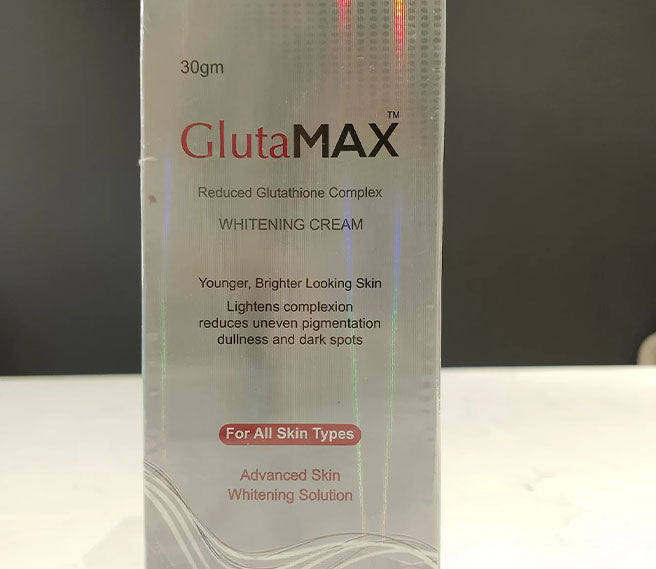 30gm
GlutaMAX™
Reduced Glutathione Complex
WHITENING CREAM
Younger, Brighter Looking Skin
Lightens complexion
reduces uneven pigmentation
dullness and dark spots
For All Skin Types
Advanced Skin
Whitening Solution